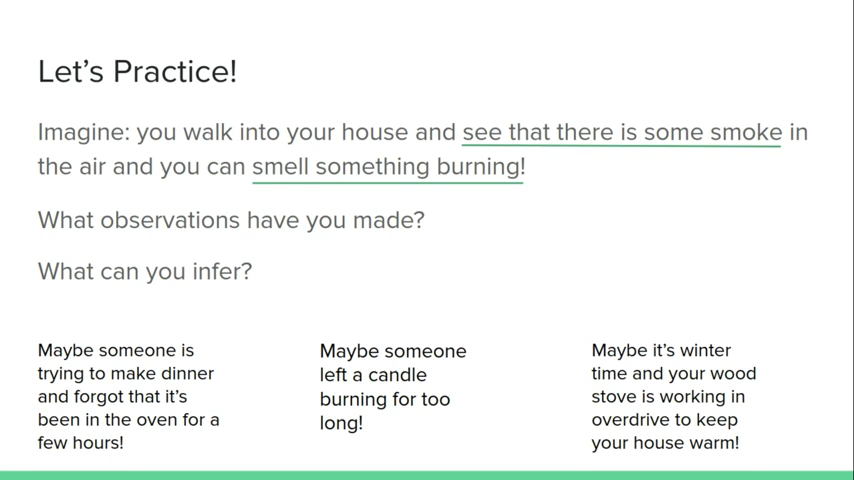 Let's Practice!
Imagine: you walk into your house and see that there is some smoke in
the air and you can smell something burning!
What observations have you made?
What can you infer?
Maybe someone is
trying to make dinner
and forgot that it's
been in the oven for a
few hours!
Maybe someone
left a candle
burning for too
long!
Maybe it's winter
time and your wood
stove is working in
overdrive to keep
your house warm!